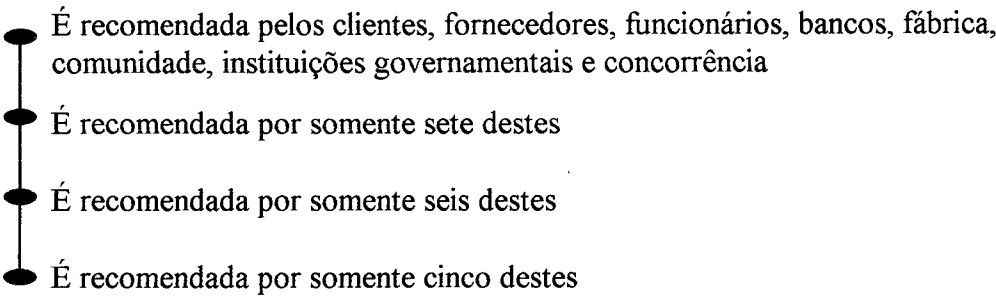 É recomendada pelos clientes, fornecedores, funcionários, bancos, fábrica,
comunidade, instituições governamentais e concorrência
É recomendada por somente sete destes
É recomendada por somente seis destes
É recomendada por somente cinco destes